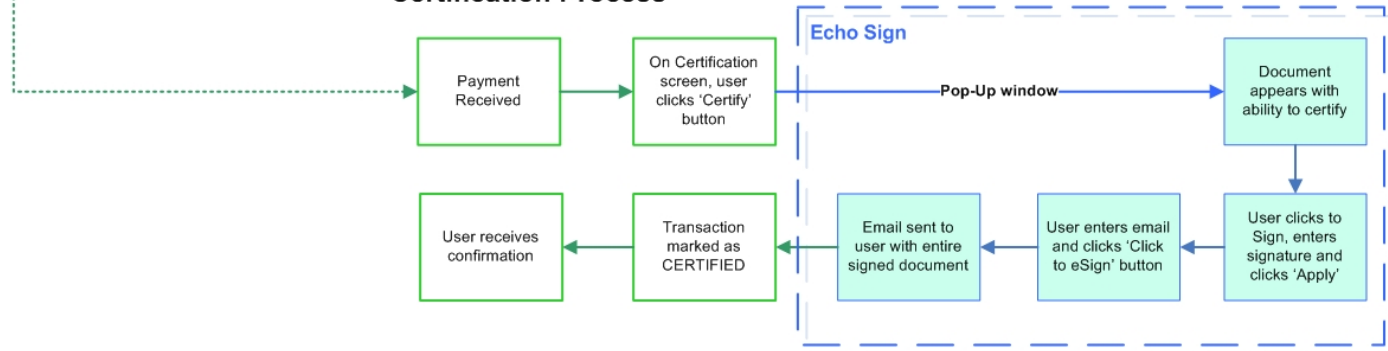 Certification Process
Echo Sign
Payment
Received
On Certification
screen, user
clicks ‘Certify’
button
Pop-Up window
Document
appears with
ability to certify
User receives
confirmation
Transaction
marked as
CERTIFIED
Email sent to
user with entire
signed document
User enters email
and clicks ‘Click
to eSign’ button
User clicks to
Sign, enters
signature and
clicks ‘Apply’